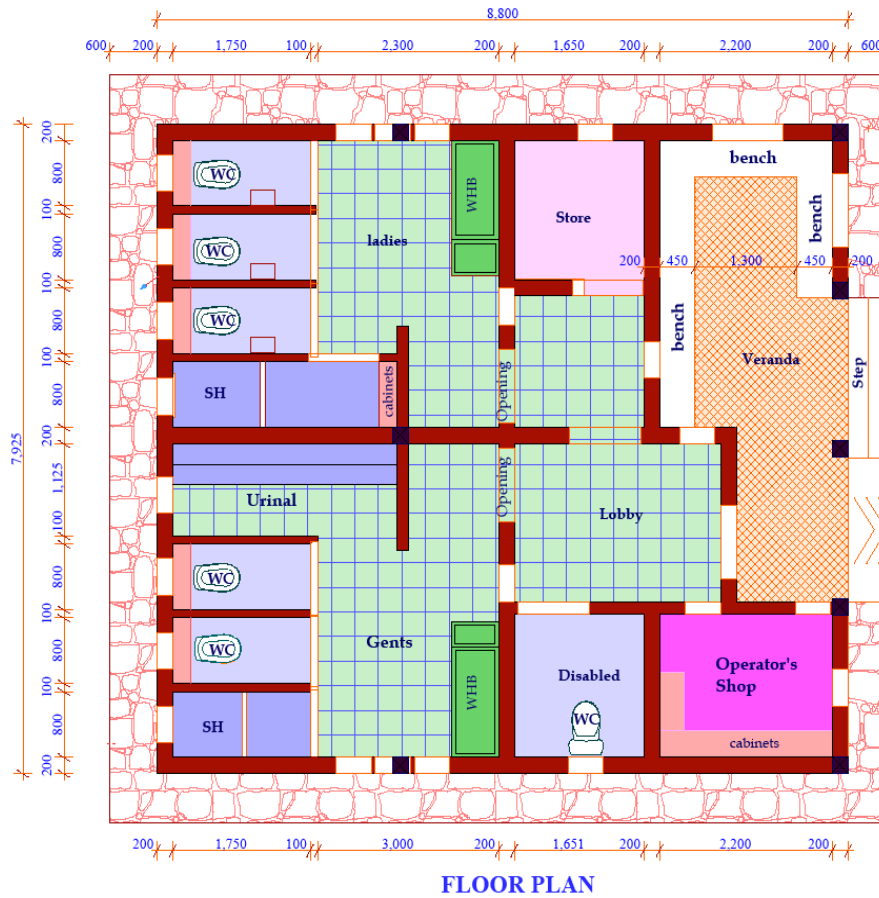 8,800
600
200
1,750
100
2,300
200
1,650
200
2,200
200
600
200
800
100
800
100
800
100
800
200
1,125
100
800
100
800
100
800
200
7,925
WC
WC
WC
ladies
WHB
Store
bench
bench
bench
200
450
1,300
450
200
Veranda
Step
SH
cabinets
Opening
Opening
Urinal
Lobby
WC
WC
Gents
WHB
SH
Disabled
WC
Operator's
Shop
cabinets
200
1,750
100
3,000
200
1,651
200
2,200
200
FLOOR PLAN